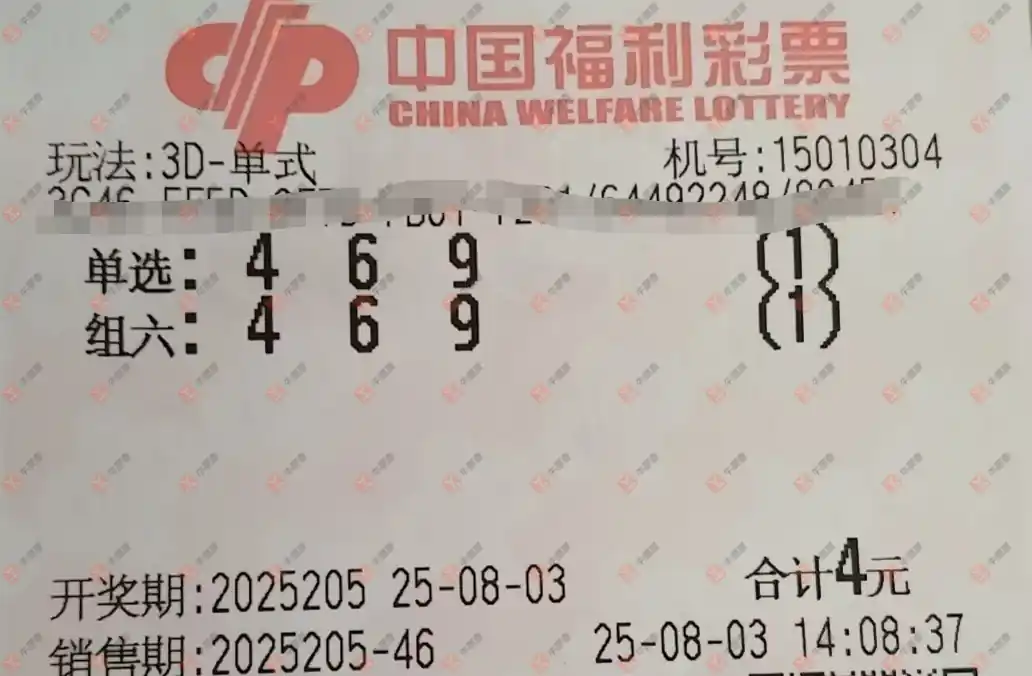 中国福利彩票
CHINA WELFARE LOTTERY
玩法:3D-单式 机号:15010304
单选: 4 6 9 (1)
组六: 4 6 9 (1)
合计4元
开奖期:2025205 25-08-03
销售期:2025205-46 25-08-03 14:08:37